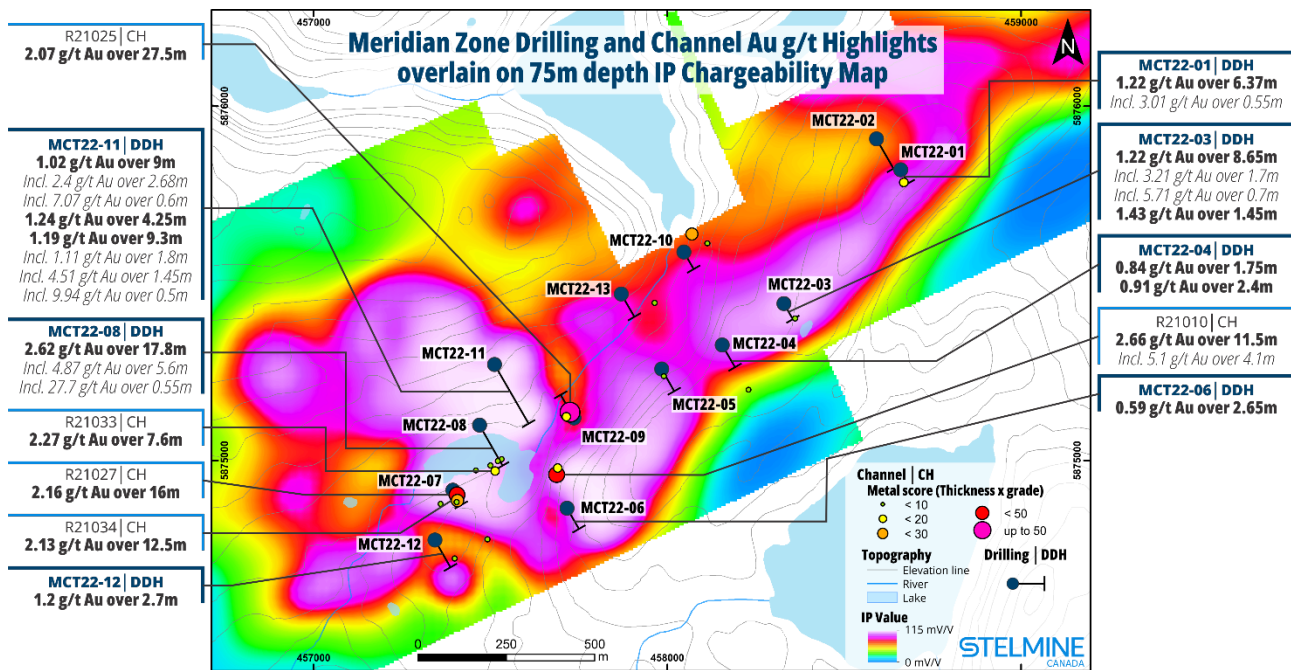 Meridian Zone Drilling and Channel Au g/t Highlights
overlain on 75m depth IP Chargeability Map
457000
459000
5876000
5876000
N
R21025 | CH
2.07 g/t Au over 27.5m
MCT22-11 | DDH
1.02 g/t Au over 9m
Incl. 2.4 g/t Au over 2.68m
Incl. 7.07 g/t Au over 0.6m
1.24 g/t Au over 4.25m
1.19 g/t Au over 9.3m
Incl. 1.11 g/t Au over 1.8m
Incl. 4.51 g/t Au over 1.45m
Incl. 9.94 g/t Au over 0.5m
MCT22-08 | DDH
2.62 g/t Au over 17.8m
Incl. 4.87 g/t Au over 5.6m
Incl. 27.7 g/t Au over 0.55m
R21033 | CH
2.27 g/t Au over 7.6m
R21027 | CH
2.16 g/t Au over 16m
R21034 | CH
2.13 g/t Au over 12.5m
MCT22-12 | DDH
1.2 g/t Au over 2.7m
MCT22-02
MCT22-01
MCT22-10
MCT22-13
MCT22-03
MCT22-04
MCT22-11
MCT22-05
MCT22-08
MCT22-09
MCT22-07
MCT22-06
MCT22-12
5875000
5875000
MCT22-01 | DDH
1.22 g/t Au over 6.37m
Incl. 3.01 g/t Au over 0.55m
MCT22-03 | DDH
1.22 g/t Au over 8.65m
Incl. 3.21 g/t Au over 1.7m
Incl. 5.71 g/t Au over 0.7m
1.43 g/t Au over 1.45m
MCT22-04 | DDH
0.84 g/t Au over 1.75m
0.91 g/t Au over 2.4m
R21010 | CH
2.66 g/t Au over 11.5m
Incl. 5.1 g/t Au over 4.1m
MCT22-06 | DDH
0.59 g/t Au over 2.65m
Channel | CH
Metal score (Thickness x grade)
< 10
< 20
< 30
< 50
up to 50
Topography
Elevation line
River
Lake
Drilling | DDH
IP Value
115 mV/V
0 mV/V
STELMINE
CANADA
0 250 500
m
457000
458000